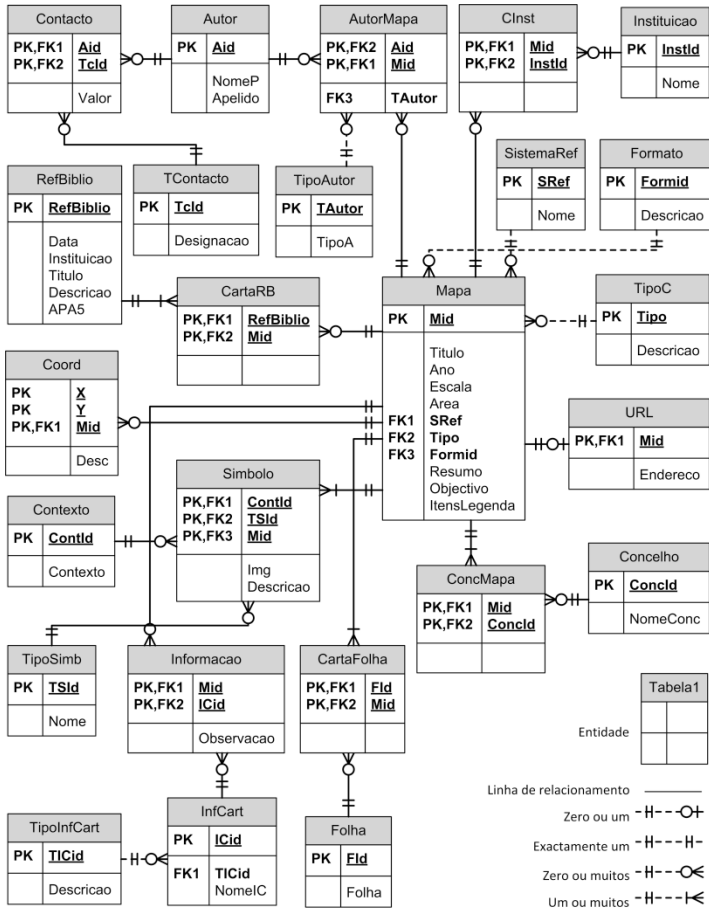 Contacto
PK,FK1 Aid
PK,FK2 TcId
Valor
Autor
PK Aid
NomeP
Apelido
AutorMapa
PK,FK2 Aid
PK,FK1 Mid
FK3 TAutor
CInst
PK,FK1 Mid
PK,FK2 InstId
Instituicao
PK InstId
Nome
RefBiblio
PK RefBiblio
Data
Instituicao
Titulo
Descricao
APA5
TContacto
PK TcId
Designacao
TipoAutor
PK TAutor
TipoA
SistemaRef
PK SRef
Nome
Formato
PK Formid
Descricao
CartaRB
PK,FK1 RefBiblio
PK,FK2 Mid
Mapa
PK Mid
Titulo
Ano
Escala
Area
FK1 SRef
FK2 Tipo
FK3 Formid
Resumo
Objectivo
ItensLegenda
TipoC
PK Tipo
Descricao
Coord
PK X
PK Y
PK,FK1 Mid
Desc
URL
PK,FK1 Mid
Endereco
Simbolo
PK,FK1 ContId
PK,FK2 TSId
PK,FK3 Mid
Img
Descricao
Contexto
PK ContId
Contexto
ConcMapa
PK,FK1 Mid
PK,FK2 ConcId
Concelho
PK ConcId
NomeConc
TipoSimb
PK TSId
Nome
Informacao
PK,FK1 Mid
PK,FK2 ICid
Observacao
CartaFolha
PK,FK1 FId
PK,FK2 Mid
Tabela1
Entidade
TipoInfCart
PK TICid
Descricao
InfCart
PK ICid
FK1 TICid
NomeIC
Folha
PK FId
Folha
Linha de relacionamento
Zero ou um
Exactamente um
Zero ou muitos
Um ou muitos